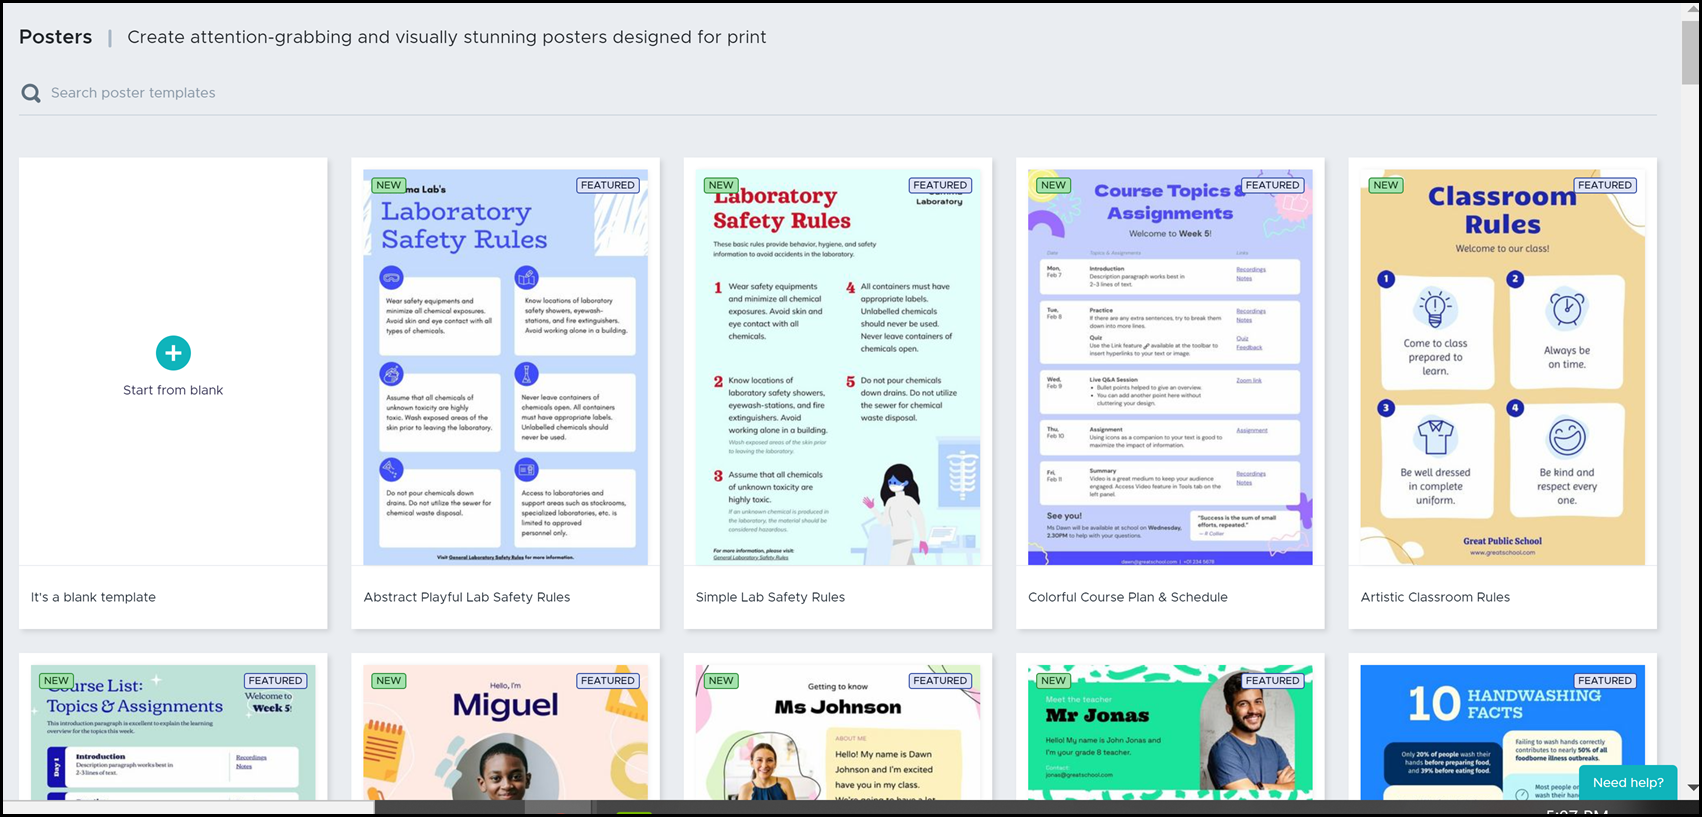 Posters | Create attention-grabbing and visually stunning posters designed for print
Search poster templates
Start from blank
It's a blank template
NEW
FEATURED
ma Lab's
Laboratory
Safety Rules
Wear safety equipments and
minimize all chemical exposures.
Avoid skin and eye contact with all
types of chemicals.
Know locations of laboratory
safety showers, eyewash-
stations, and fire extinguishers.
Avoid working alone in a building.
Assume that all chemicals of
unknown toxicity are highly
toxic. Wash exposed areas of the
skin prior to leaving the laboratory.
Never leave containers of
chemicals open. All containers
must have appropriate labels.
Unlabelled chemicals should
never be used.
Do not pour chemicals down
drains. Do not utilize the sewer for
chemical waste disposal.
Access to laboratories and
support areas such as stockrooms,
specialized laboratories, etc. is
limited to approved
personnel only.
Visit General Laboratory Safety Rules for more information.
Abstract Playful Lab Safety Rules
NEW
FEATURED
Laboratory
Safety Rules
Laboratory
These basic rules provide behavior, hygiene, and safety
information to avoid accidents in the laboratory.
1 Wear safety equipments
and minimize all chemical
exposures. Avoid skin and
eye contact with all
chemicals.
2 Know locations of
laboratory safety showers,
eyewash-stations, and fire
extinguishers. Avoid
working alone in a building.
Wash exposed areas of the skin prior
to leaving the laboratory.
3 Assume that all chemicals
of unknown toxicity are
highly toxic.
If an unknown chemical is produced in
the laboratory, the material should be
considered hazardous.
4 All containers must have
appropriate labels.
Unlabelled chemicals
should never be used.
Never leave containers of
chemicals open.
5 Do not pour chemicals
down drains. Do not utilize
the sewer for chemical
waste disposal.
For more information, please visit:
General Laboratory Safety Rules
Simple Lab Safety Rules
NEW
FEATURED
Course Topics &
Assignments
Welcome to Week 5!
Date Topics & Assignments Links
Mon, Introduction Recordings
Feb 7 Description paragraph works best in Notes
2-3 lines of text.
Tue, Practice Recordings
Feb 8 If there are any extra sentences, try to break them Notes
down into more lines.
Quiz Quiz
Use the Link feature available at the toolbar to Feedback
insert hyperlinks to your text or image.
Wed, Live Q&A Session Zoom link
Feb 9 • Bullet points helped to give an overview.
• You can add another point here without
cluttering your design.
Thu, Assignment Assignment
Feb 10 Using icons as a companion to your text is good to
maximize the impact of information.
Fri, Summary Recordings
Feb 11 Video is a great medium to keep your audience Notes
engaged. Access Video feature in Tools tab on the
left panel.
See you!
Ms Dawn will be available at school on Wednesday,
2.30PM to help with your questions.
"Success is the sum of small
efforts, repeated."
— R Collier
dawn@greatschool.com | +01 234 5678
Colorful Course Plan & Schedule
NEW
FEATURED
Classroom
Rules
Welcome to our class!
1
Come to class
prepared to
learn.
2
Always be
on time.
3
Be well dressed
in complete
uniform.
4
Be kind and
respect every
one.
Great Public School
www.greatschool.com
Artistic Classroom Rules
NEW
FEATURED
Course List:
Topics & Assignments
Welcome to
Week 5!
This introduction paragraph is excellent to explain the learning
overview for the topics this week.
Day 1
Introduction
Description paragraph works best in
2-3 lines of text.
Recordings
Notes
NEW
FEATURED
Hello, I'm
Miguel
NEW
FEATURED
Getting to know
Ms Johnson
ABOUT ME
Hello! My name is Dawn
Johnson and I'm excited
have you in my class.
We're going to have a lot
NEW
FEATURED
Meet the teacher
Mr Jonas
Hello! My name is John Jonas and
I'm your grade 8 teacher.
Contact
jonas@greatschool.com
FEATURED
10 HANDWASHING
FACTS
Only 20% of people wash their
hands before preparing food,
and 39% before eating food.
Failing to wash hands correctly
contributes to nearly 50% of all
foodborne illness outbreaks.
Most people
wash their
Need help?